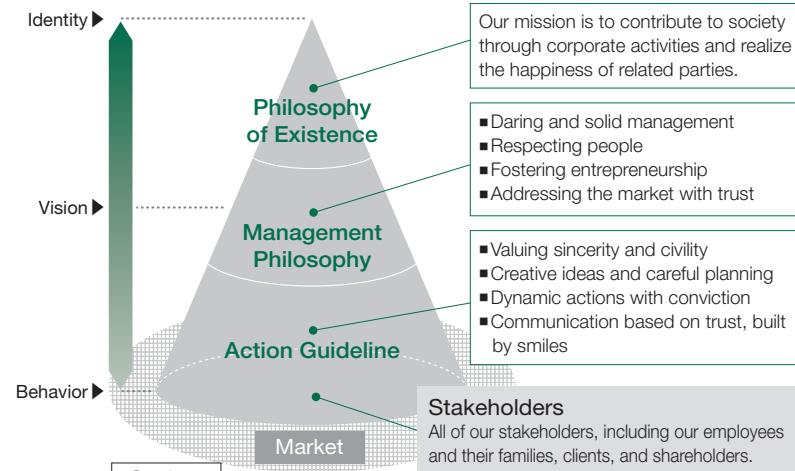 Identity
Our mission is to contribute to society
through corporate activities and realize
the happiness of related parties.
Philosophy
of Existence
■ Daring and solid management
■ Respecting people
■ Fostering entrepreneurship
■ Addressing the market with trust
Vision
Management
Philosophy
■ Valuing sincerity and civility
■ Creative ideas and careful planning
■ Dynamic actions with conviction
■ Communication based on trust, built
by smiles
Action Guideline
Behavior
Stakeholders
All of our stakeholders, including our employees
and their families, clients, and shareholders.
Market